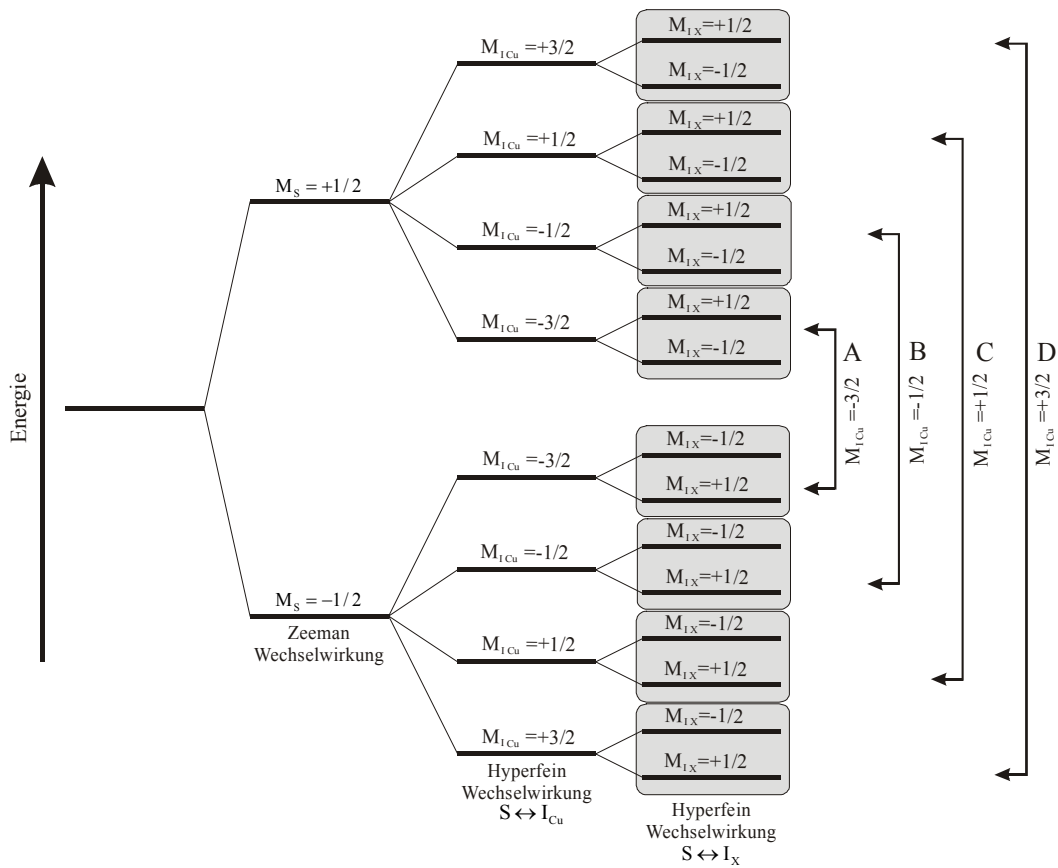 Energie
M_S = +1/2
M_S = −1/2
Zeeman
Wechselwirkung
M_I Cu =+3/2
M_I Cu =+1/2
M_I Cu =-1/2
M_I Cu =-3/2
M_I Cu =-3/2
M_I Cu =-1/2
M_I Cu =+1/2
M_I Cu =+3/2
Hyperfein
Wechselwirkung
S ↔ I_Cu
M_I X=+1/2
M_I X=-1/2
M_I X=+1/2
M_I X=-1/2
M_I X=+1/2
M_I X=-1/2
M_I X=+1/2
M_I X=-1/2
M_I X=-1/2
M_I X=+1/2
M_I X=-1/2
M_I X=+1/2
M_I X=-1/2
M_I X=+1/2
M_I X=-1/2
M_I X=+1/2
Hyperfein
Wechselwirkung
S ↔ I_X
A
M_I Cu =-3/2
B
M_I Cu =-1/2
C
M_I Cu =+1/2
D
M_I Cu =+3/2